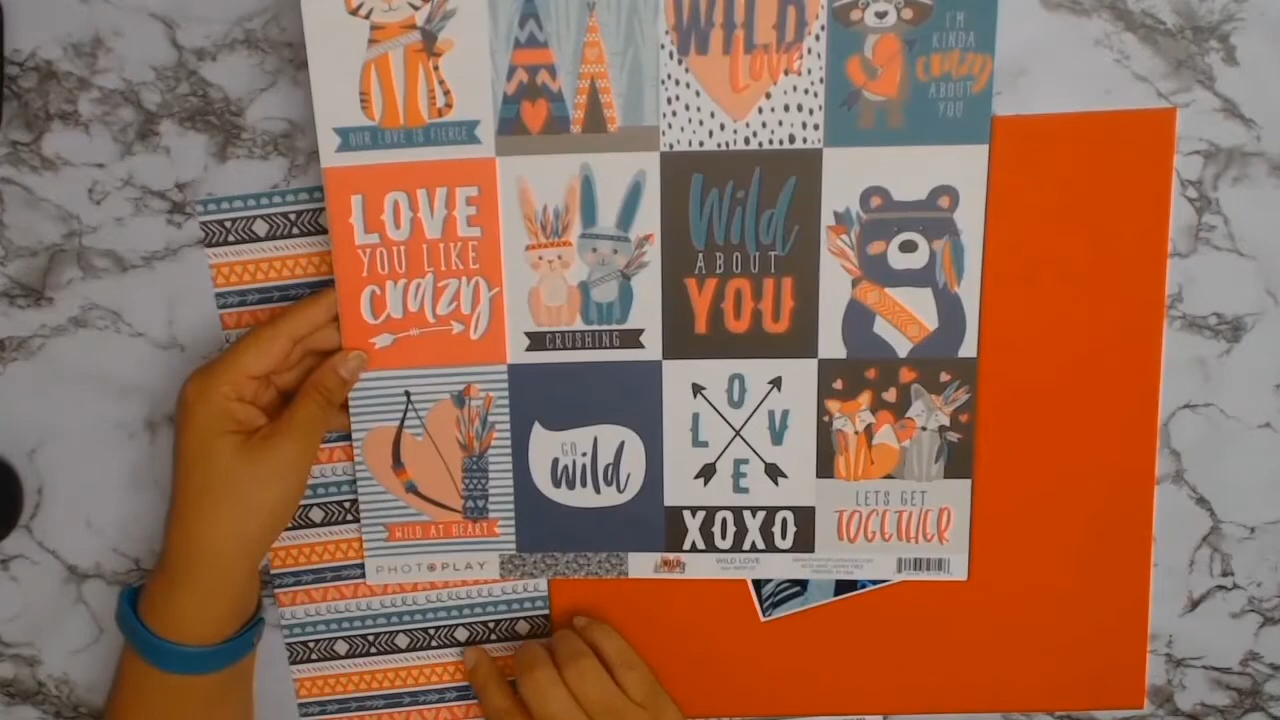 OUR LOVE IS FIERCE
WILD
Love
I'M
KINDA
crazy
ABOUT
YOU
LOVE
YOU LIKE
crazy
CRUSHING
Wild
ABOUT
YOU
WILD AT HEART
GO
wild
O
L V
E
XOXO
LETS GET
TOGETHER
PHOTOPLAY
WILD LOVE